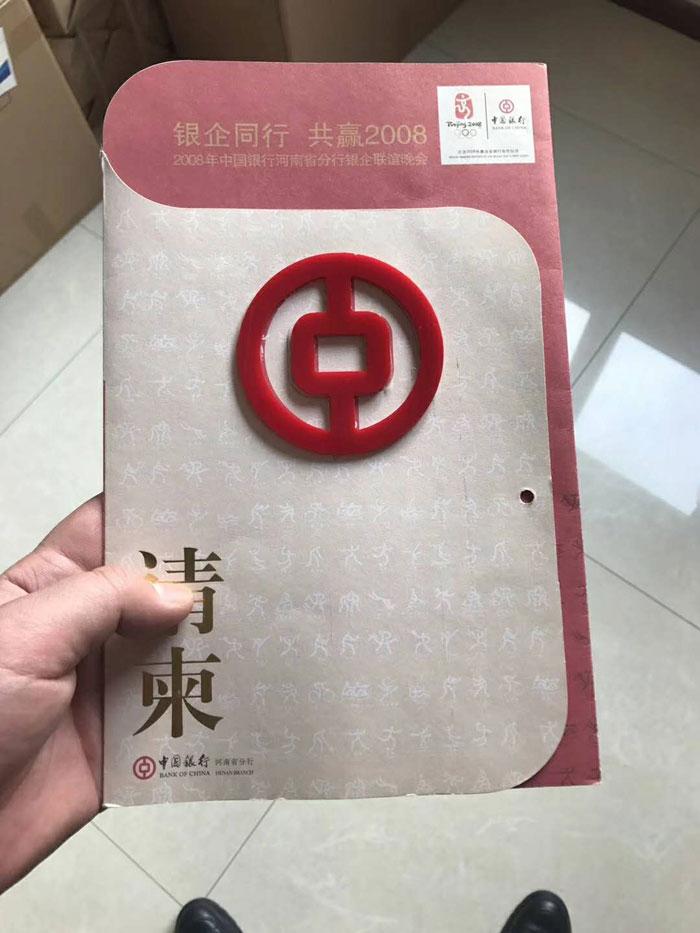 银企同行 共赢2008
2008年中国银行河南省分行银企联谊晚会
Beijing 2008
中国银行
BANK OF CHINA
请柬
中国银行 河南省分行
BANK OF CHINA HENAN BRANCH